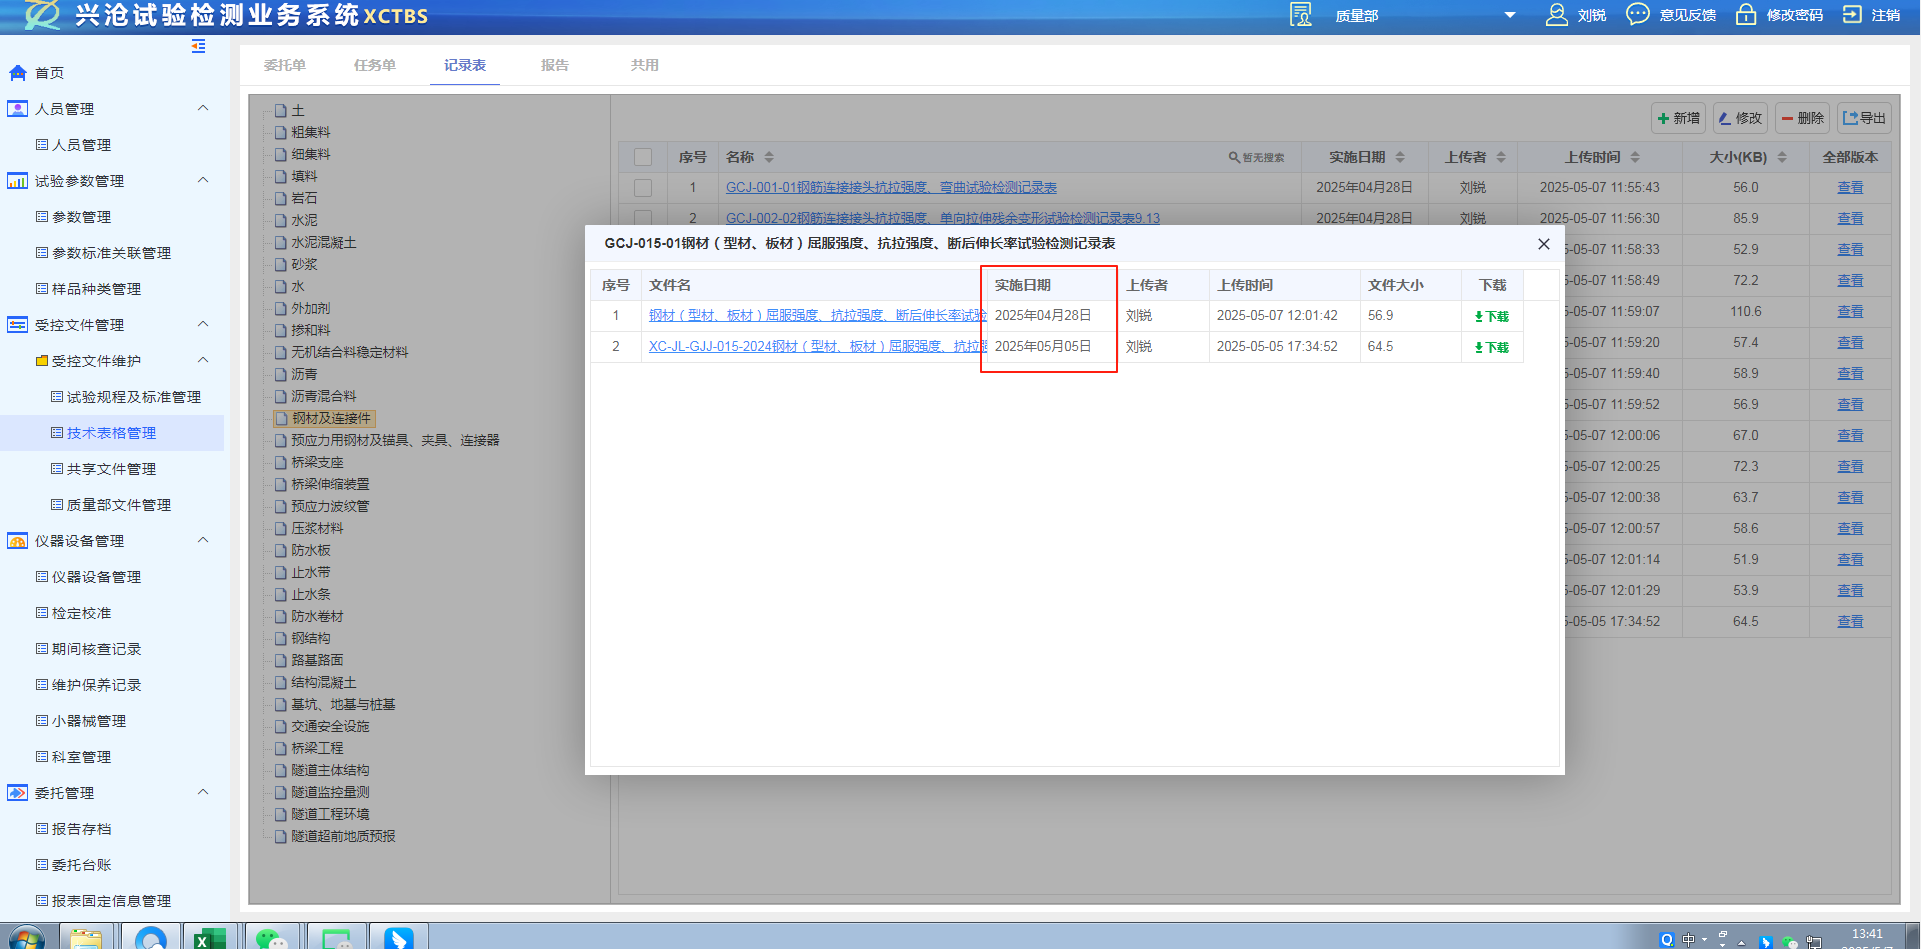 兴沧试验检测业务系统XCTBS
质量部
刘锐
意见反馈
修改密码
注销
首页
人员管理
人员管理
试验参数管理
参数管理
参数标准关联管理
样品种类管理
受控文件管理
受控文件维护
试验规程及标准管理
技术表格管理
共享文件管理
质量部文件管理
仪器设备管理
仪器设备管理
检定校准
期间核查记录
维护保养记录
小器械管理
科室管理
委托管理
报告存档
委托台账
报表固定信息管理
委托单 任务单 记录表 报告 共用
土
粗集料
细集料
填料
岩石
水泥
水泥混凝土
砂浆
水
外加剂
掺和料
无机结合料稳定材料
沥青
沥青混合料
钢材及连接件
预应力用钢材及锚具、夹具、连接器
桥梁支座
桥梁伸缩装置
预应力波纹管
压浆材料
防水板
止水带
止水条
防水卷材
钢结构
路基路面
结构混凝土
基坑、地基与桩基
交通安全设施
桥梁工程
隧道主体结构
隧道监控量测
隧道工程环境
隧道超前地质预报
新增 修改 删除 导出
序号 名称 暂无搜索 实施日期 上传者 上传时间 大小(KB) 全部版本
1 GCJ-001-01钢筋连接接头抗拉强度、弯曲试验检测记录表 2025年04月28日 刘锐 2025-05-07 11:55:43 56.0 查看
2 GCJ-002-02钢筋连接接头抗拉强度、单向拉伸残余变形试验检测记录表9.13 2025年04月28日 刘锐 2025-05-07 11:56:30 85.9 查看
5-05-07 11:58:33 52.9 查看
5-05-07 11:58:49 72.2 查看
5-05-07 11:59:07 110.6 查看
5-05-07 11:59:20 57.4 查看
5-05-07 11:59:40 58.9 查看
5-05-07 11:59:52 56.9 查看
5-05-07 12:00:06 67.0 查看
5-05-07 12:00:25 72.3 查看
5-05-07 12:00:38 63.7 查看
5-05-07 12:00:57 58.6 查看
5-05-07 12:01:14 51.9 查看
5-05-07 12:01:29 53.9 查看
5-05-05 17:34:52 64.5 查看
GCJ-015-01钢材（型材、板材）屈服强度、抗拉强度、断后伸长率试验检测记录表
序号 文件名 实施日期 上传者 上传时间 文件大小 下载
1 钢材（型材、板材）屈服强度、抗拉强度、断后伸长率试验 2025年04月28日 刘锐 2025-05-07 12:01:42 56.9 下载
2 XC-JL-GJJ-015-2024钢材（型材、板材）屈服强度、抗拉强 2025年05月05日 刘锐 2025-05-05 17:34:52 64.5 下载
中
13:41